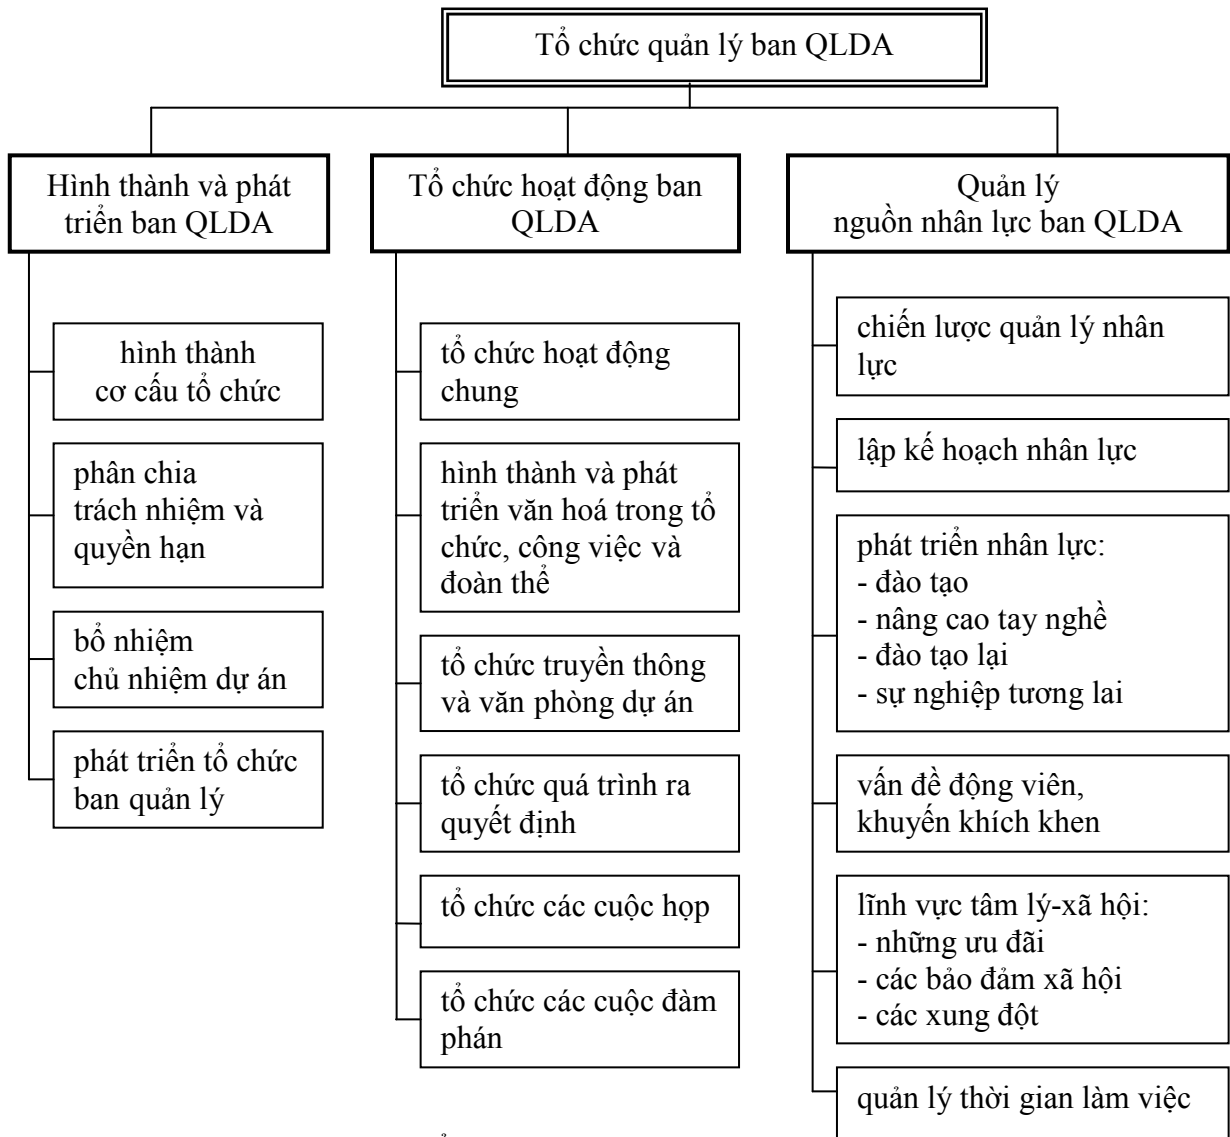 Tổ chức quản lý ban QLDA
Hình thành và phát
triển ban QLDA
hình thành
cơ cấu tổ chức
phân chia
trách nhiệm và
quyền hạn
bổ nhiệm
chủ nhiệm dự án
phát triển tổ chức
ban quản lý
Tổ chức hoạt động ban
QLDA
tổ chức hoạt động
chung
hình thành và phát
triển văn hoá trong tổ
chức, công việc và
đoàn thể
tổ chức truyền thông
và văn phòng dự án
tổ chức quá trình ra
quyết định
tổ chức các cuộc họp
tổ chức các cuộc đàm
phán
Quản lý
nguồn nhân lực ban QLDA
chiến lược quản lý nhân
lực
lập kế hoạch nhân lực
phát triển nhân lực:
- đào tạo
- nâng cao tay nghề
- đào tạo lại
- sự nghiệp tương lai
vấn đề động viên,
khuyến khích khen
lĩnh vực tâm lý-xã hội:
- những ưu đãi
- các bảo đảm xã hội
- các xung đột
quản lý thời gian làm việc